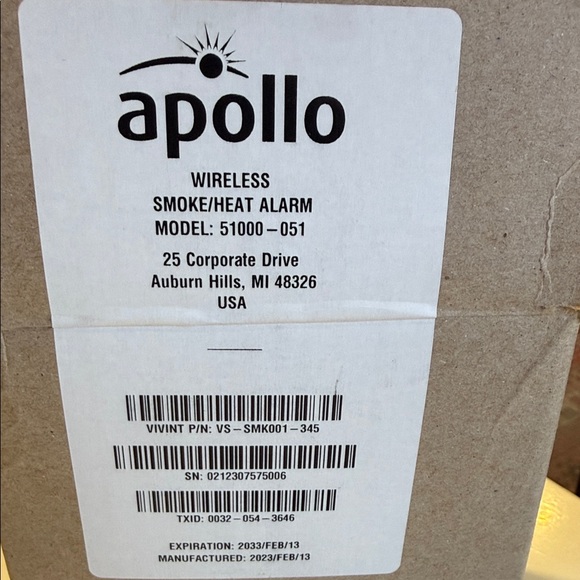 apollo
WIRELESS
SMOKE/HEAT ALARM
MODEL: 51000-051
25 Corporate Drive
Auburn Hills, MI 48326
USA
VIVINT P/N: VS-SMK001-345
SN: 0212307575006
TXID: 0032-054-3646
EXPIRATION: 2033/FEB/13
MANUFACTURED: 2023/FEB/13